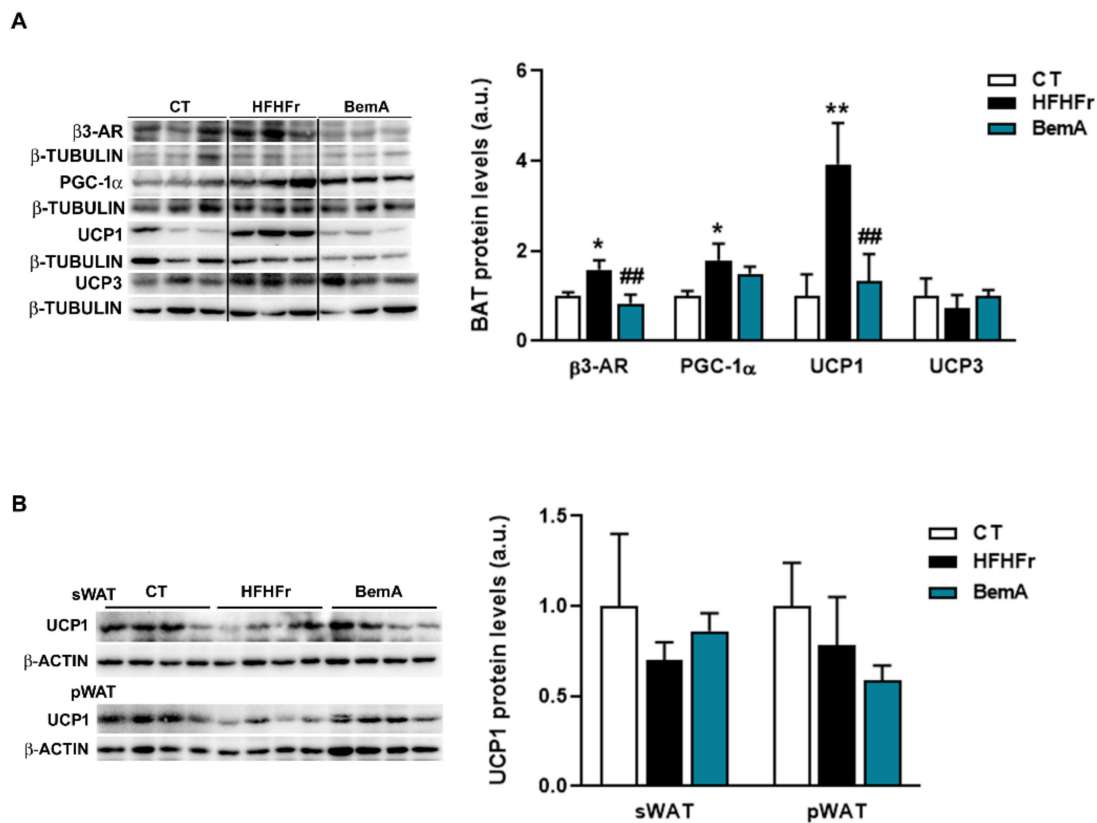 A
CT HFHFr BemA
β3-AR
β-TUBULIN
PGC-1α
β-TUBULIN
UCP1
β-TUBULIN
UCP3
β-TUBULIN
BAT protein levels (a.u.)
6
4
2
0
** 
* * ## ##
β3-AR PGC-1α UCP1 UCP3
CT
HFHFr
BemA
B
sWAT CT HFHFr BemA
UCP1
β-ACTIN
pWAT
UCP1
β-ACTIN
UCP1 protein levels (a.u.)
1.5
1.0
0.5
0.0
sWAT pWAT
CT
HFHFr
BemA